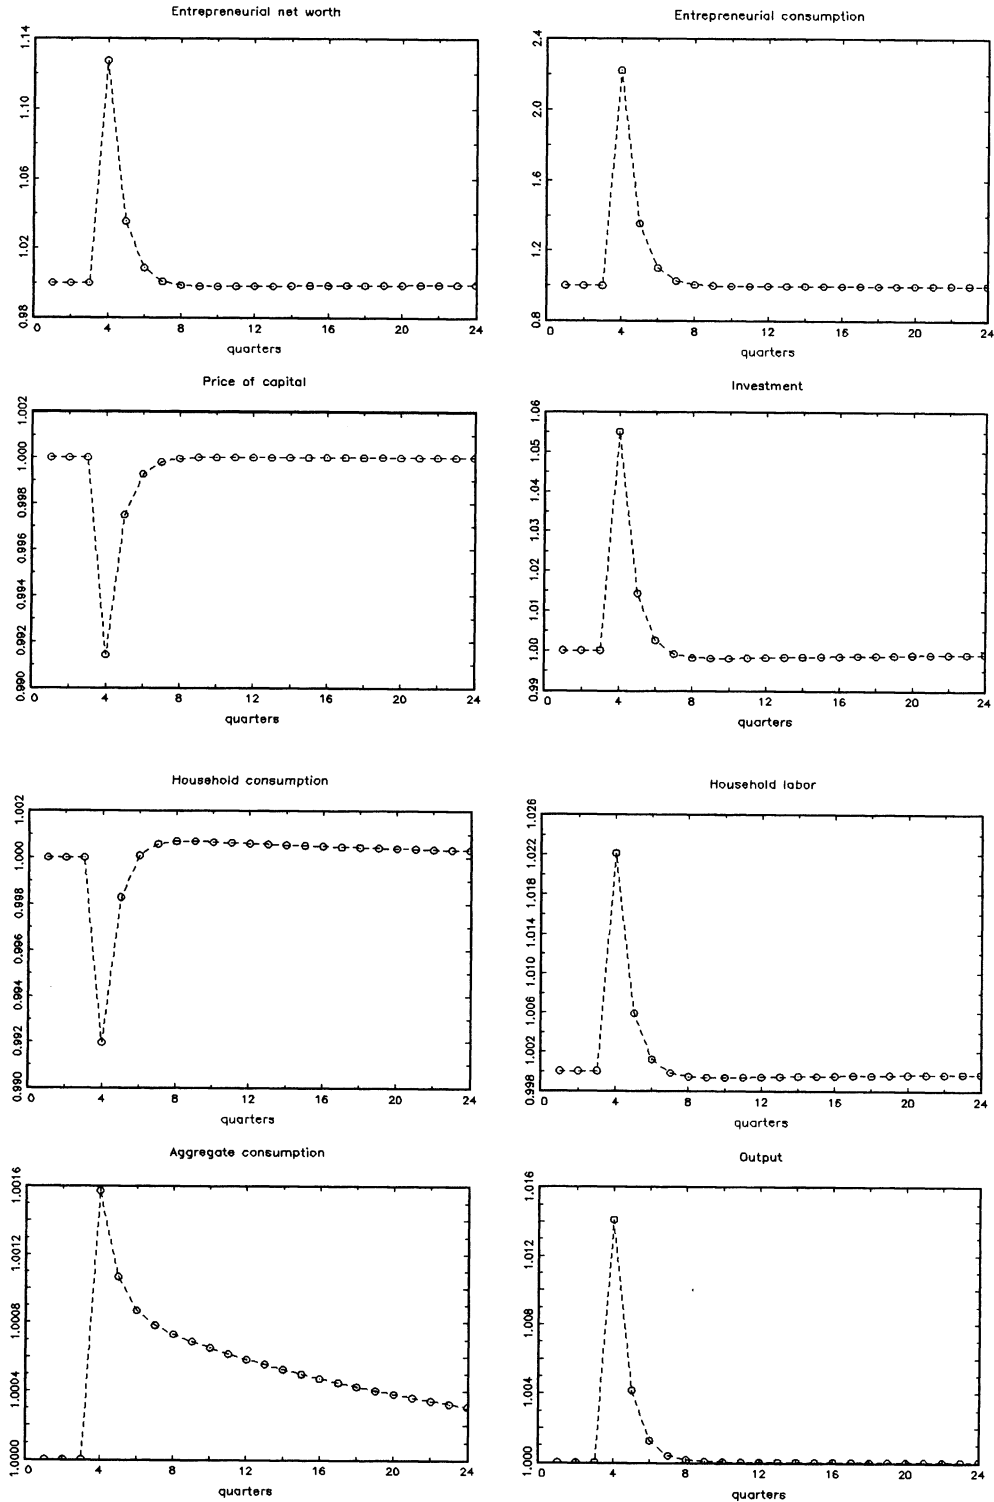 Entrepreneurial net worth
1.14
1.10
1.06
1.02
0.98
0 4 8 12 16 20 24
quarters
Entrepreneurial consumption
2.4
2.0
1.6
1.2
0.8
0 4 8 12 16 20 24
quarters
Price of capital
1.002
1.000
0.998
0.996
0.994
0.992
0.990
0 4 8 12 16 20 24
quarters
Investment
1.06
1.05
1.04
1.03
1.02
1.01
1.00
0.99
0 4 8 12 16 20 24
quarters
Household consumption
1.002
1.000
0.998
0.996
0.994
0.992
0.990
0 4 8 12 16 20 24
quarters
Household labor
1.026
1.022
1.018
1.014
1.010
1.006
1.002
0.998
0 4 8 12 16 20 24
quarters
Aggregate consumption
1.0016
1.0012
1.0008
1.0004
1.0000
0 4 8 12 16 20 24
quarters
Output
1.016
1.012
1.008
1.004
1.000
0 4 8 12 16 20 24
quarters